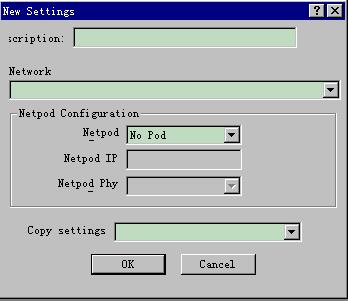 New Settings
scription:
Network
Netpod Configuration
Netpod No Pod
Netpod IP
Netpod Phy
Copy settings
OK Cancel